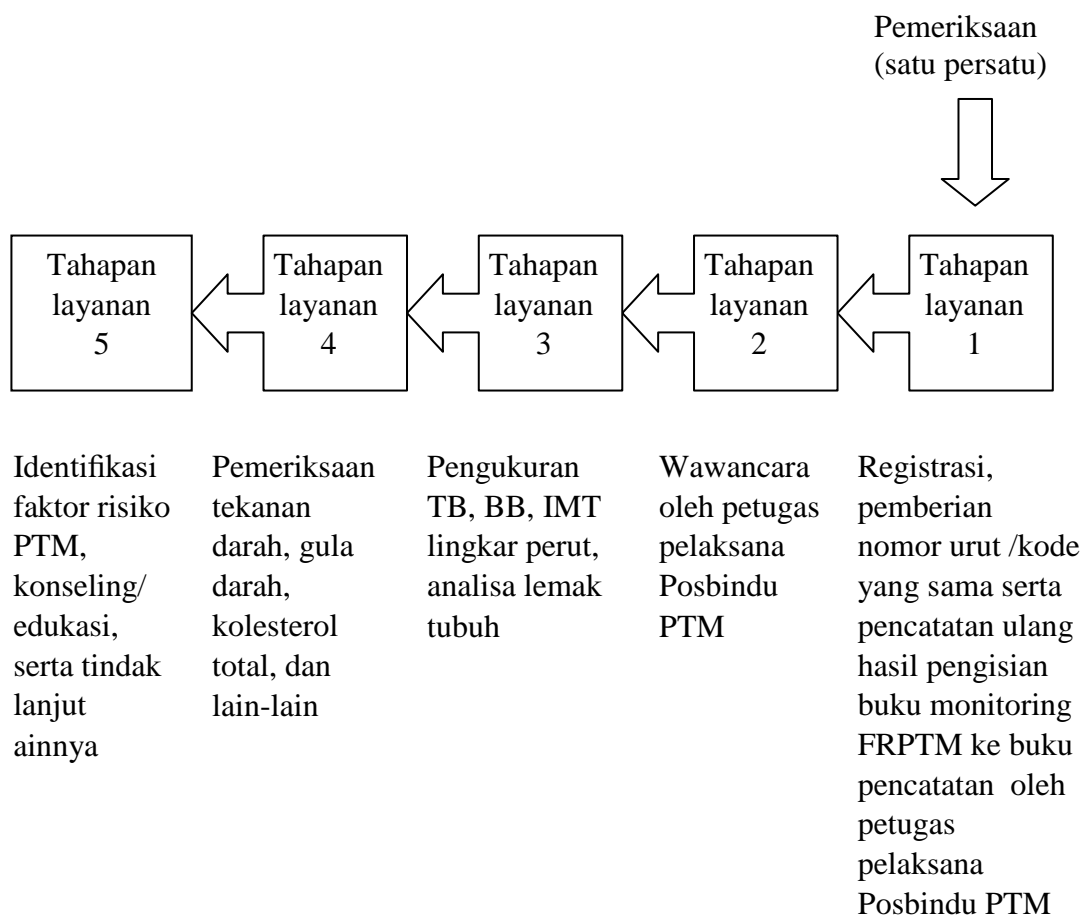 Pemeriksaan
(satu persatu)
Tahapan
layanan
5
Tahapan
layanan
4
Tahapan
layanan
3
Tahapan
layanan
2
Tahapan
layanan
1
Identifikasi
faktor risiko
PTM,
konseling/
edukasi,
serta tindak
lanjut
ainnya
Pemeriksaan
tekanan
darah, gula
darah,
kolesterol
total, dan
lain-lain
Pengukuran
TB, BB, IMT
lingkar perut,
analisa lemak
tubuh
Wawancara
oleh petugas
pelaksana
Posbindu
PTM
Registrasi,
pemberian
nomor urut /kode
yang sama serta
pencatatan ulang
hasil pengisian
buku monitoring
FRPTM ke buku
pencatatan oleh
petugas
pelaksana
Posbindu PTM